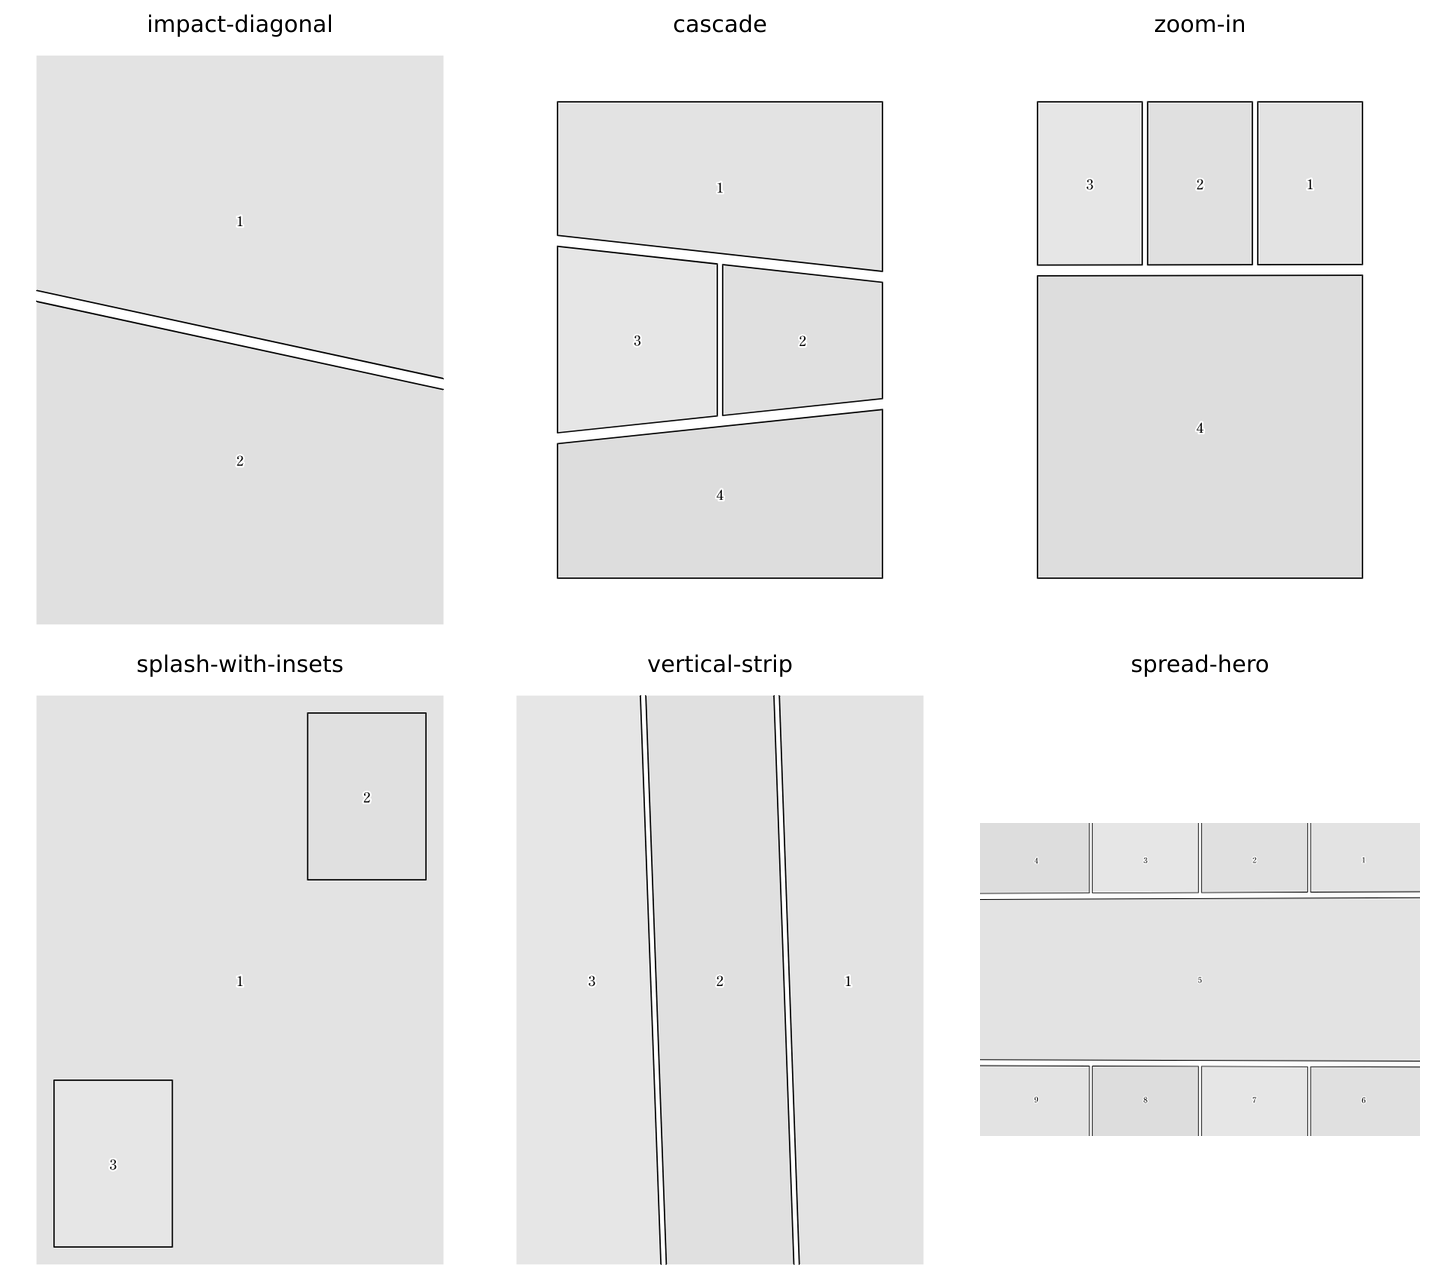 impact-diagonal
1
2
cascade
1
3 2
4
zoom-in
3 2 1
4
splash-with-insets
2
1
3
vertical-strip
3 2 1
spread-hero
4 3 2 1
5
9 8 7 6